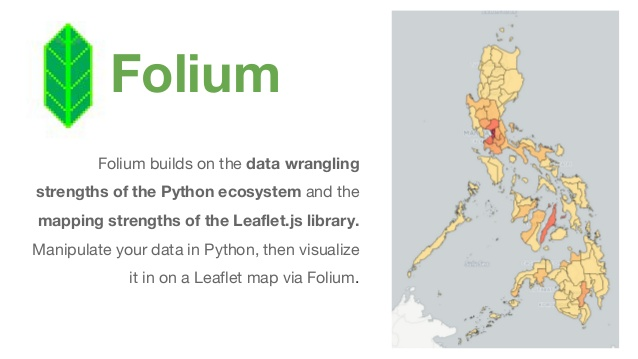 Folium
Folium builds on the data wrangling
strengths of the Python ecosystem and the
mapping strengths of the Leaflet.js library.
Manipulate your data in Python, then visualize
it in on a Leaflet map via Folium.